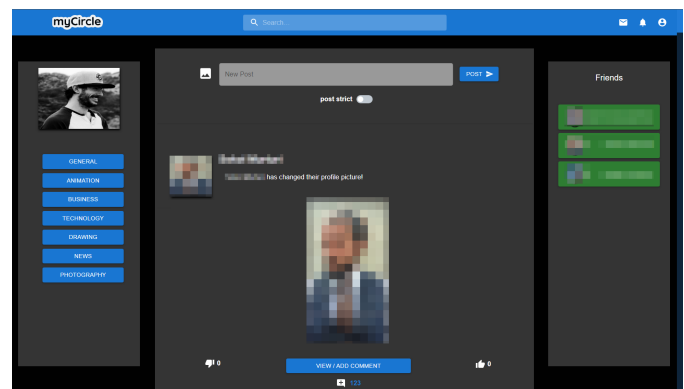 myCircle
Search...
New Post
POST
post strict
Friends
GENERAL
ANIMATION
BUSINESS
TECHNOLOGY
DRAWING
NEWS
PHOTOGRAPHY
has changed their profile picture!
0
VIEW / ADD COMMENT
0
123